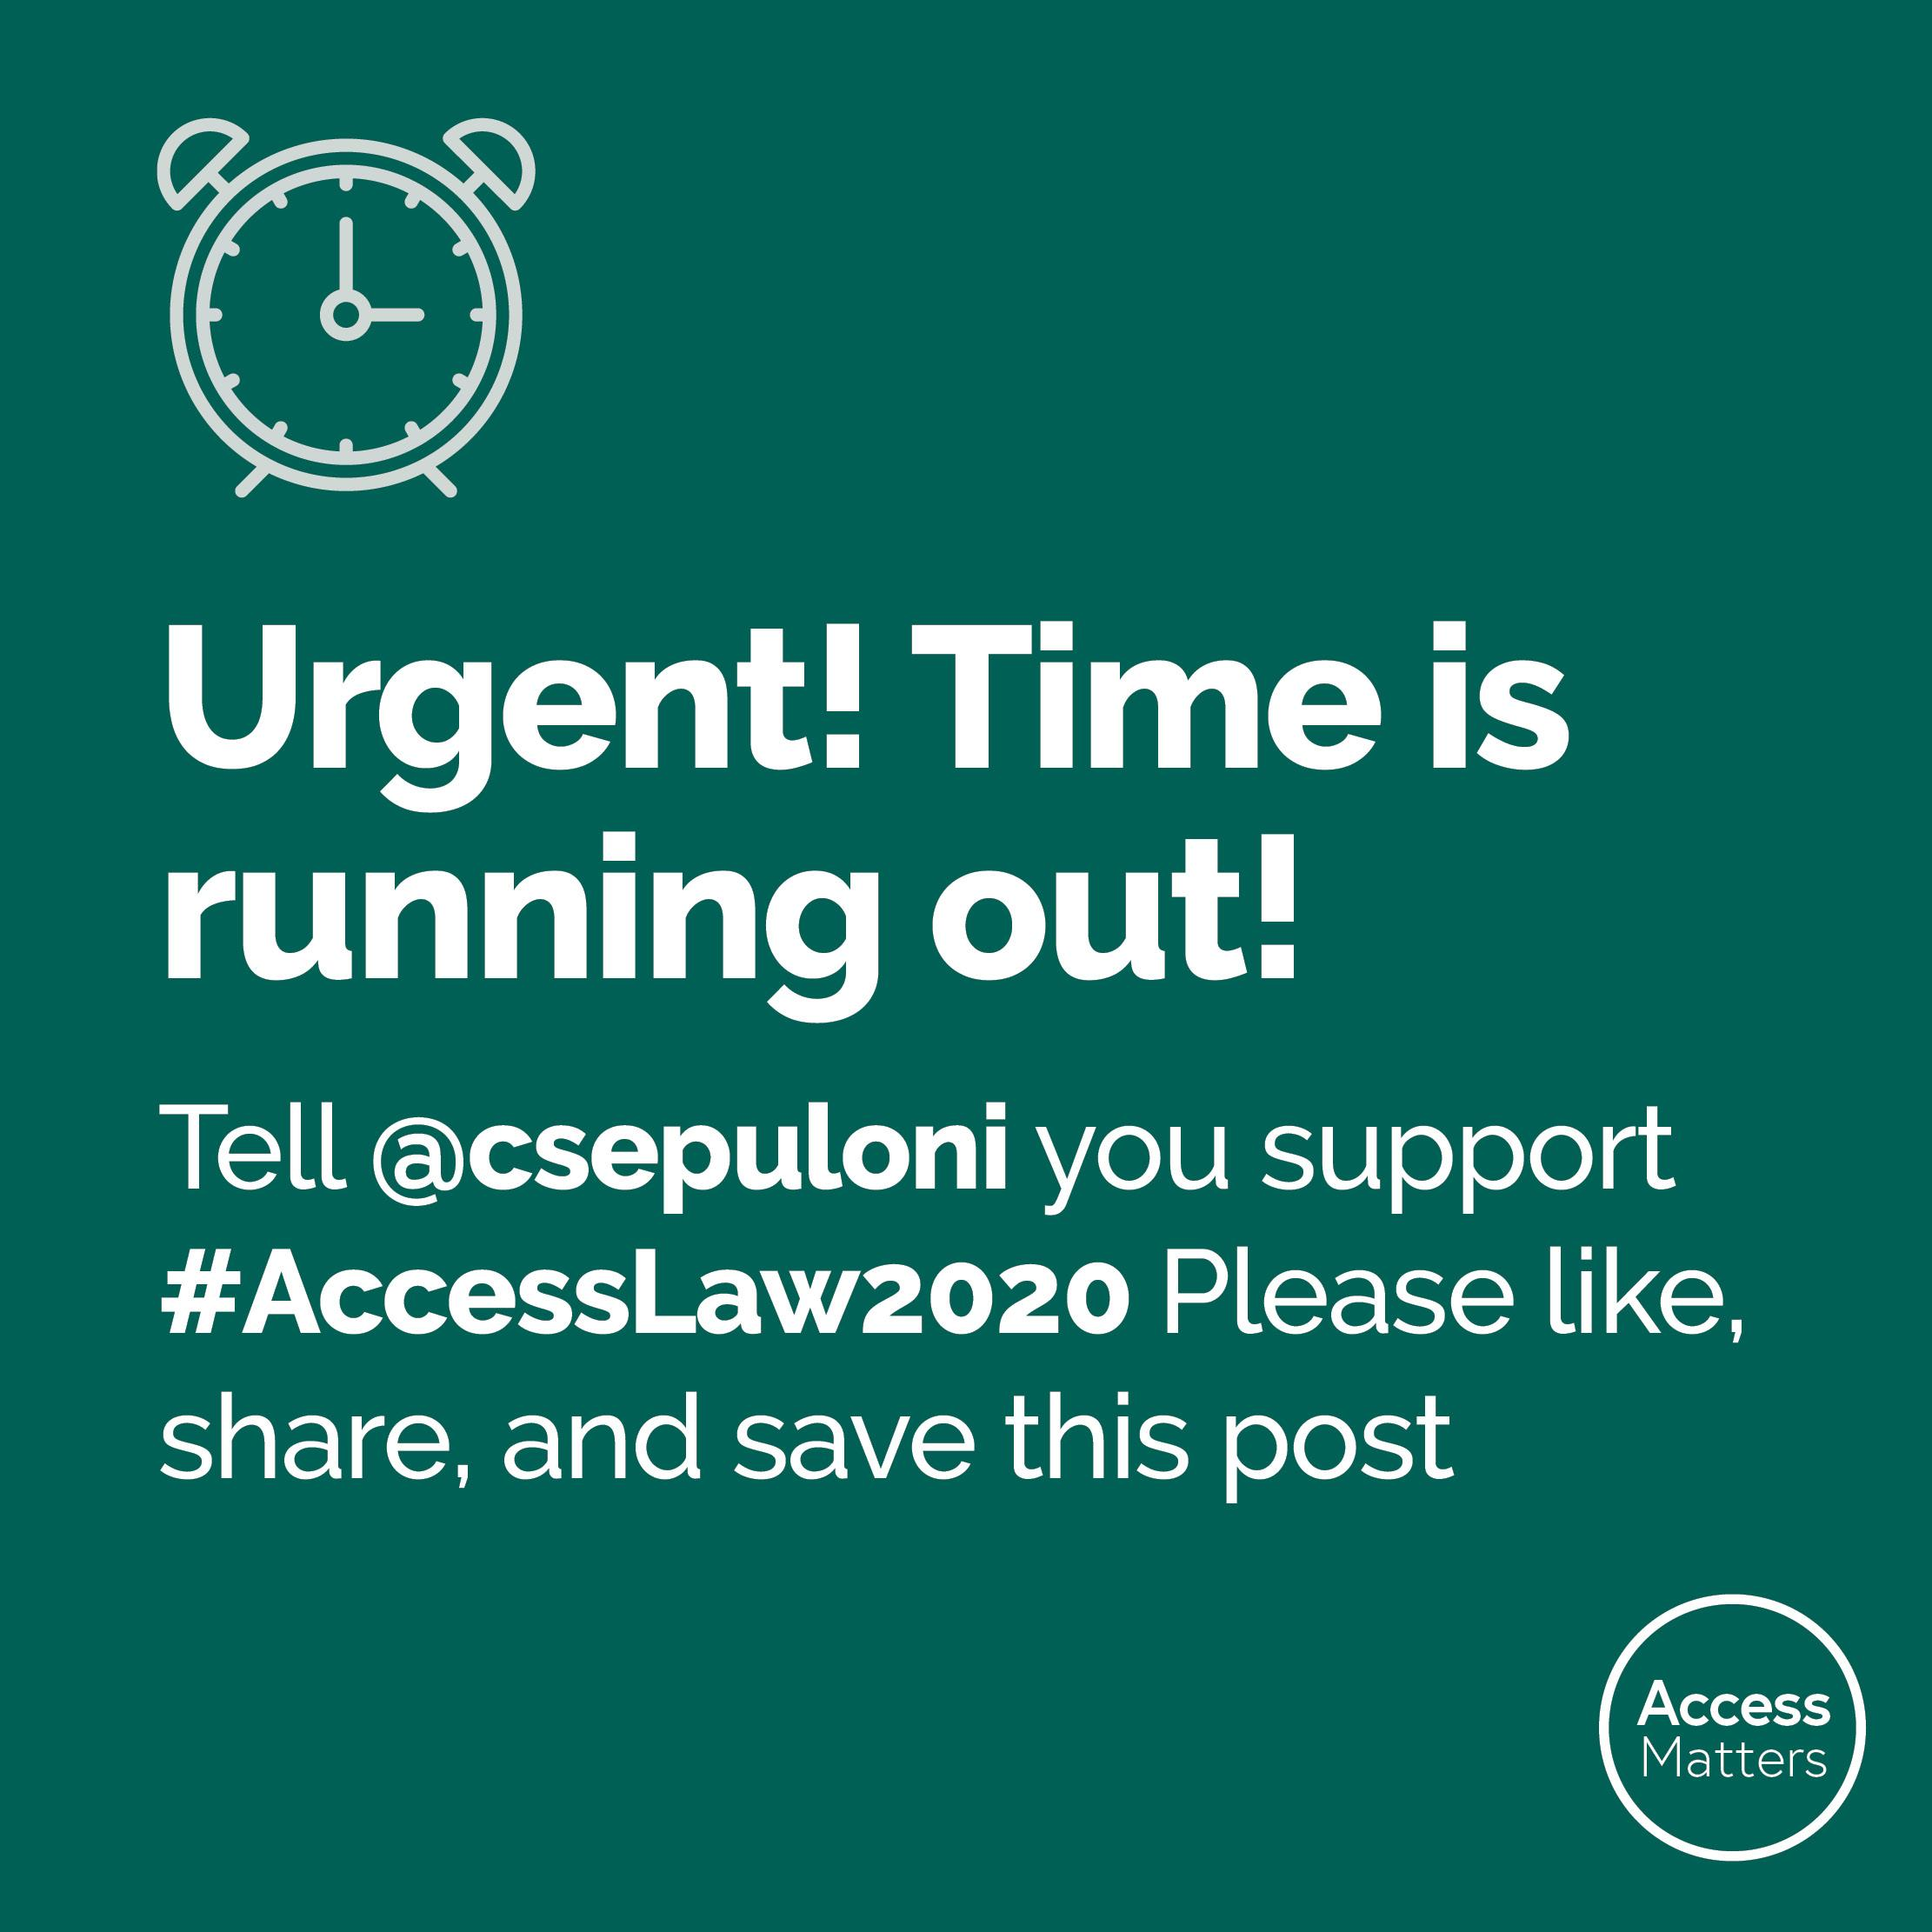 Urgent! Time is
running out!
Tell @csepuloni you support
#AccessLaw2020 Please like,
share, and save this post
Access
Matters